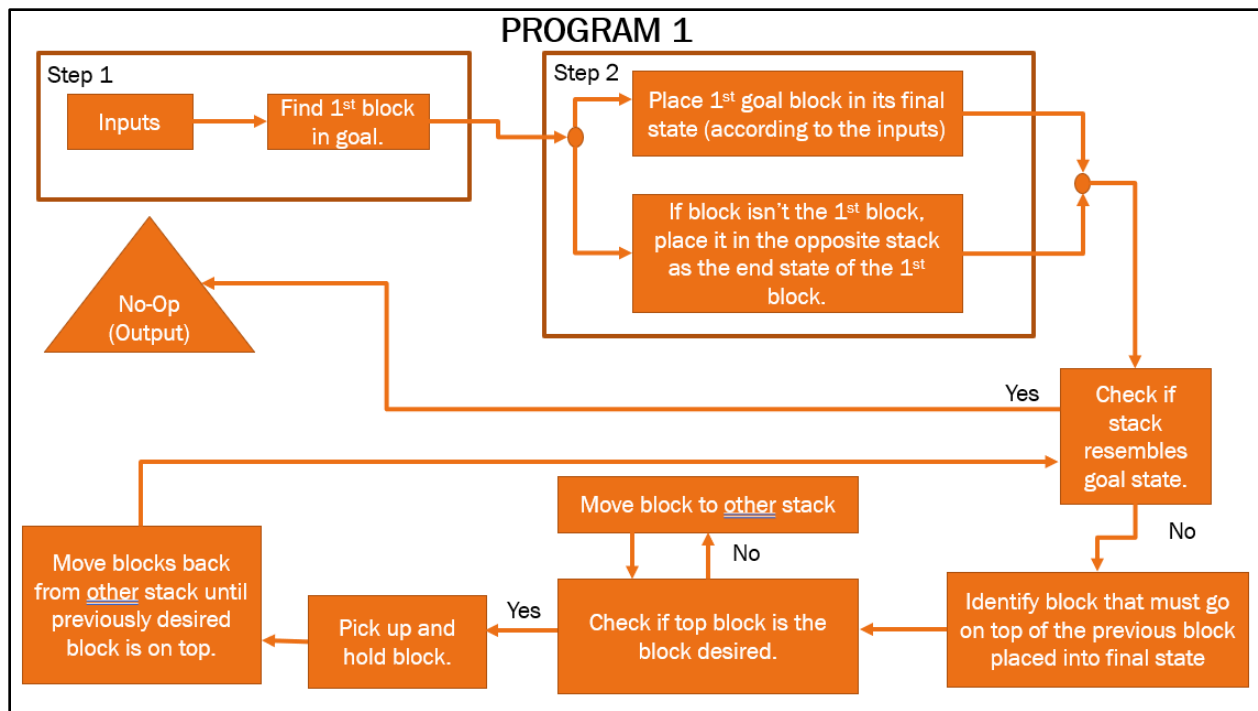 PROGRAM 1
Step 1
Inputs
Find 1st block
in goal.
Step 2
Place 1st goal block in its final
state (according to the inputs)
If block isn’t the 1st block,
place it in the opposite stack
as the end state of the 1st
block.
No-Op
(Output)
Yes
Check if
stack
resembles
goal state.
No
Identify block that must go
on top of the previous block
placed into final state
Move block to other stack
No
Check if top block is the
block desired.
Yes
Pick up and
hold block.
Move blocks back
from other stack until
previously desired
block is on top.